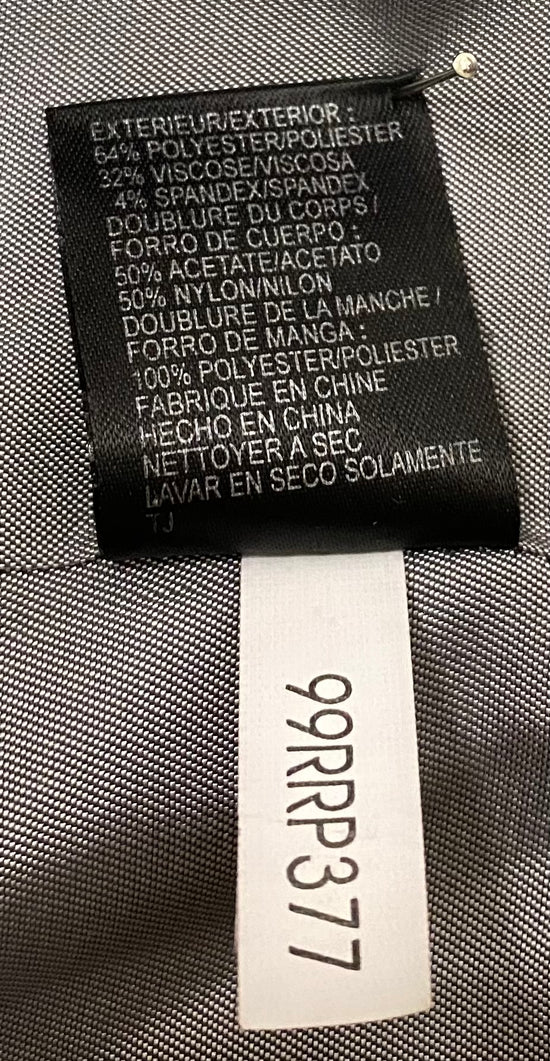 EXTERIEUR/EXTERIOR :
64% POLYESTER/POLIESTER
32% VISCOSE/VISCOSA
4% SPANDEX/SPANDEX
DOUBLURE DU CORPS /
FORRO DE CUERPO :
50% ACETATE/ACETATO
50% NYLON/NILON
DOUBLURE DE LA MANCHE /
FORRO DE MANGA :
100% POLYESTER/POLIESTER
FABRIQUE EN CHINE
HECHO EN CHINA
NETTOYER A SEC
LAVAR EN SECO SOLAMENTE
TJ
99RRP377